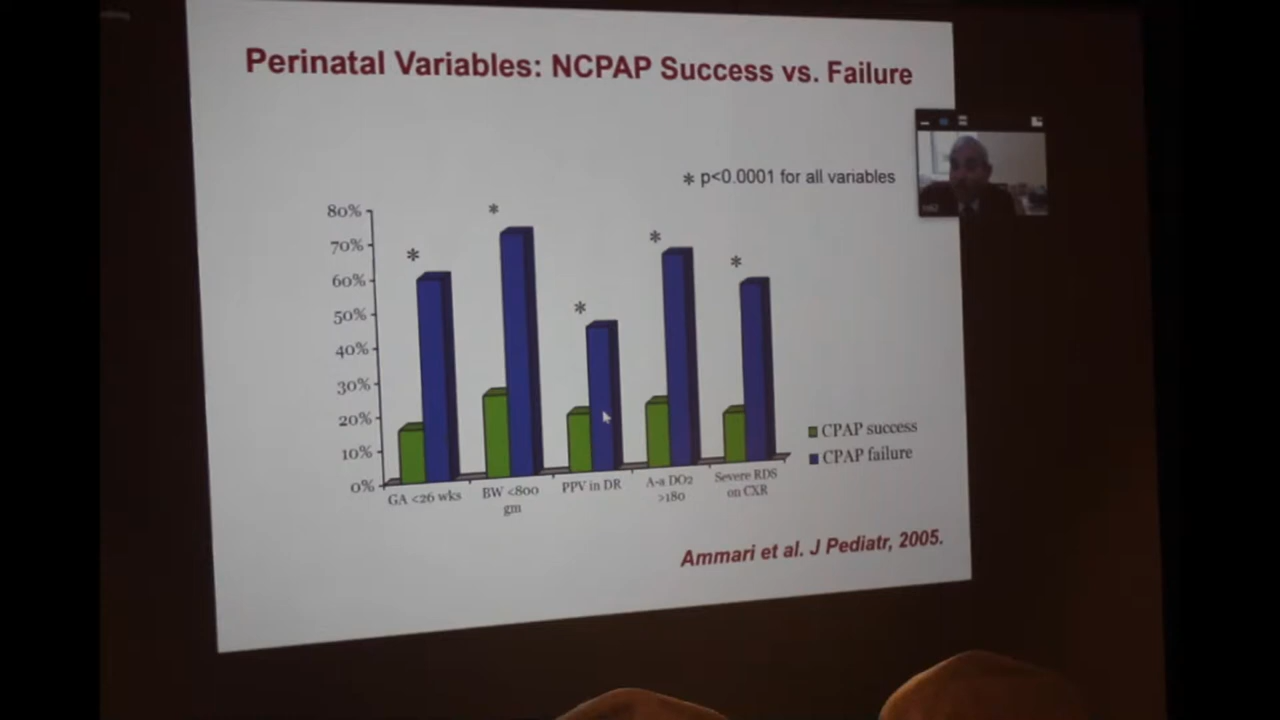 Perinatal Variables: NCPAP Success vs. Failure
* p<0.0001 for all variables
80%
70%
60%
50%
40%
30%
20%
10%
0%
* * * * *
GA <26 wks
BW <800
gm
PPV in DR
A-a DO2
>180
Severe RDS
on CXR
CPAP success
CPAP failure
Ammari et al. J Pediatr, 2005.